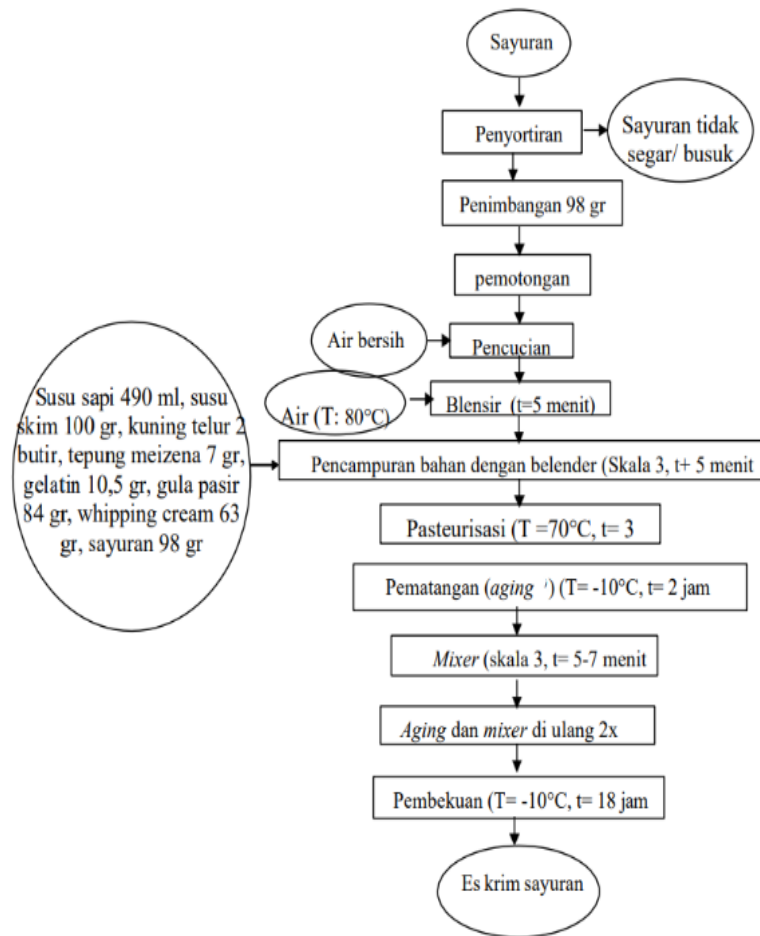 Sayuran
Penyortiran
Sayuran tidak
segar/ busuk
Penimbangan 98 gr
pemotongan
Air bersih
Pencucian
Air (T: 80°C)
Blensir (t=5 menit)
Susu sapi 490 ml, susu
skim 100 gr, kuning telur 2
butir, tepung meizena 7 gr,
gelatin 10,5 gr, gula pasir
84 gr, whipping cream 63
gr, sayuran 98 gr
Pencampuran bahan dengan belender (Skala 3, t+ 5 menit
Pasteurisasi (T =70°C, t= 3
Pematangan (aging ') (T= -10°C, t= 2 jam
Mixer (skala 3, t= 5-7 menit
Aging dan mixer di ulang 2x
Pembekuan (T= -10°C, t= 18 jam
Es krim sayuran